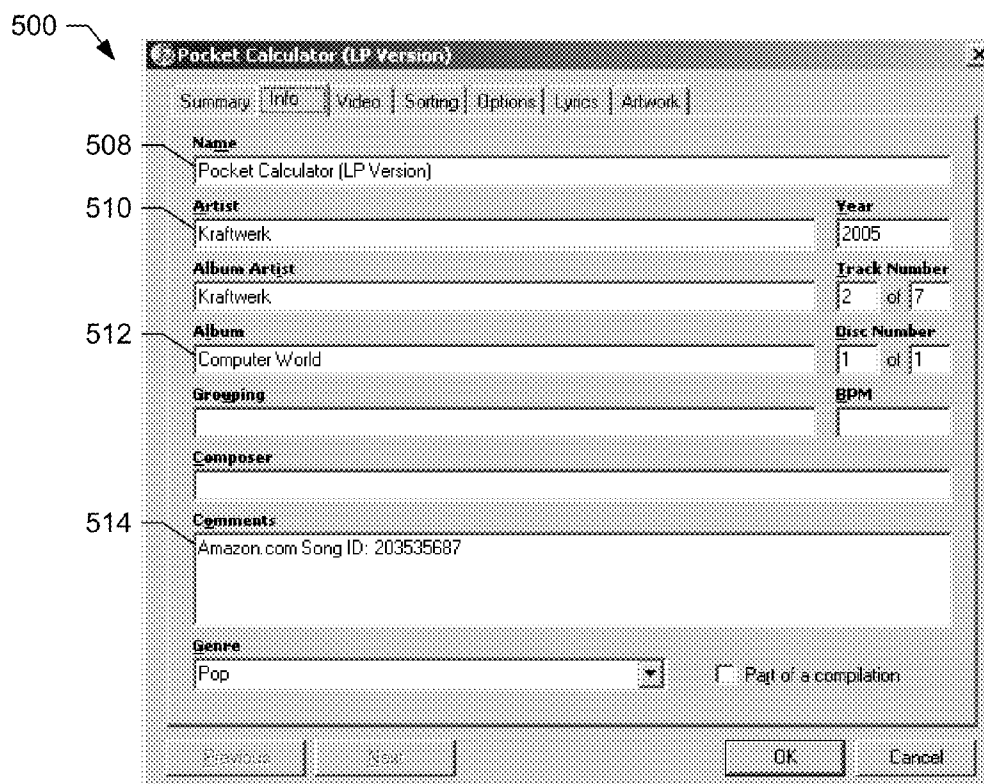 500
Pocket Calculator (LP Version)
Summary Info Video Sorting Options Lyrics Artwork
Name
508
Pocket Calculator (LP Version)
510
Artist Year
Kraftwerk 2005
Album Artist Track Number
Kraftwerk 2 of 7
512
Album Disc Number
Computer World 1 of 1
Grouping BPM
Composer
514
Comments
Amazon.com Song ID: 203535687
Genre
Pop Part of a compilation
Previous Next OK Cancel